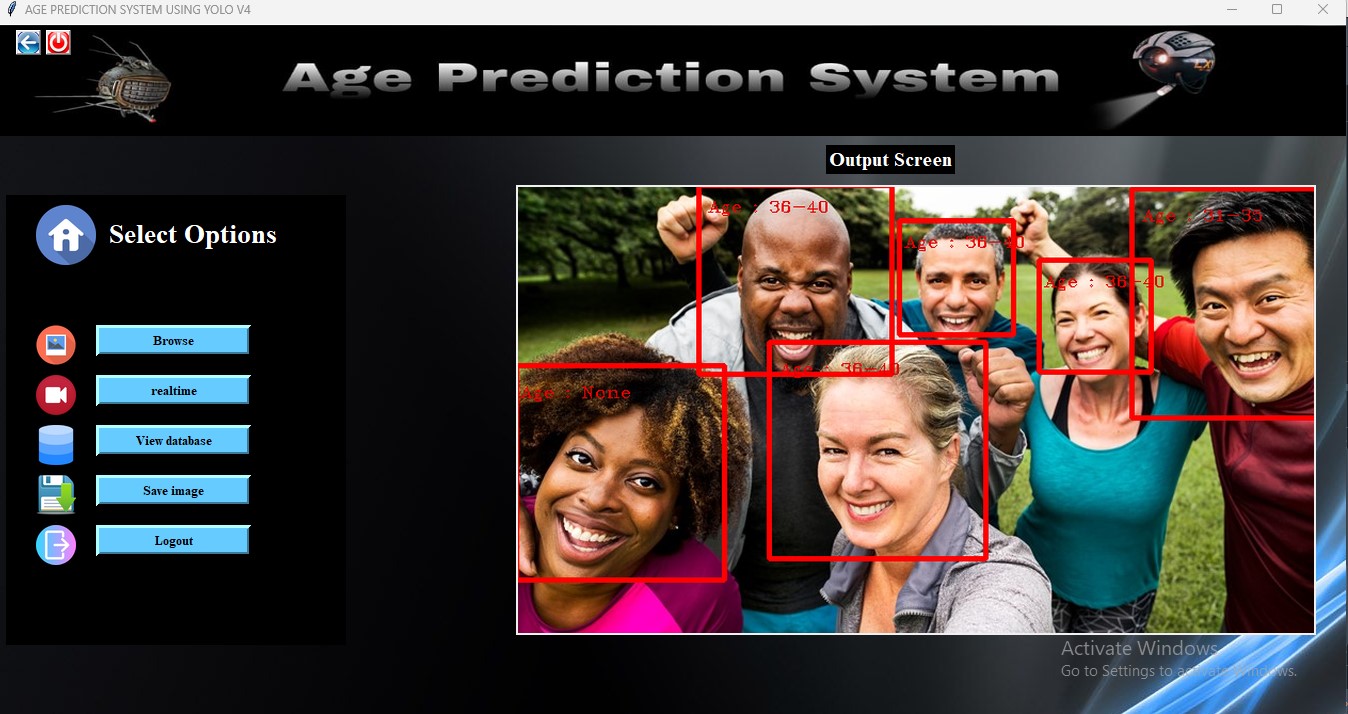 AGE PREDICTION SYSTEM USING YOLO V4
Age Prediction System
Output Screen
Select Options
Browse
realtime
View database
Save image
Logout
Age : 36-40
Age : 36-40
Age : 31-35
Age : 36-40
Age : 36-40
Age : None
Activate Windows
Go to Settings to activate Windows.